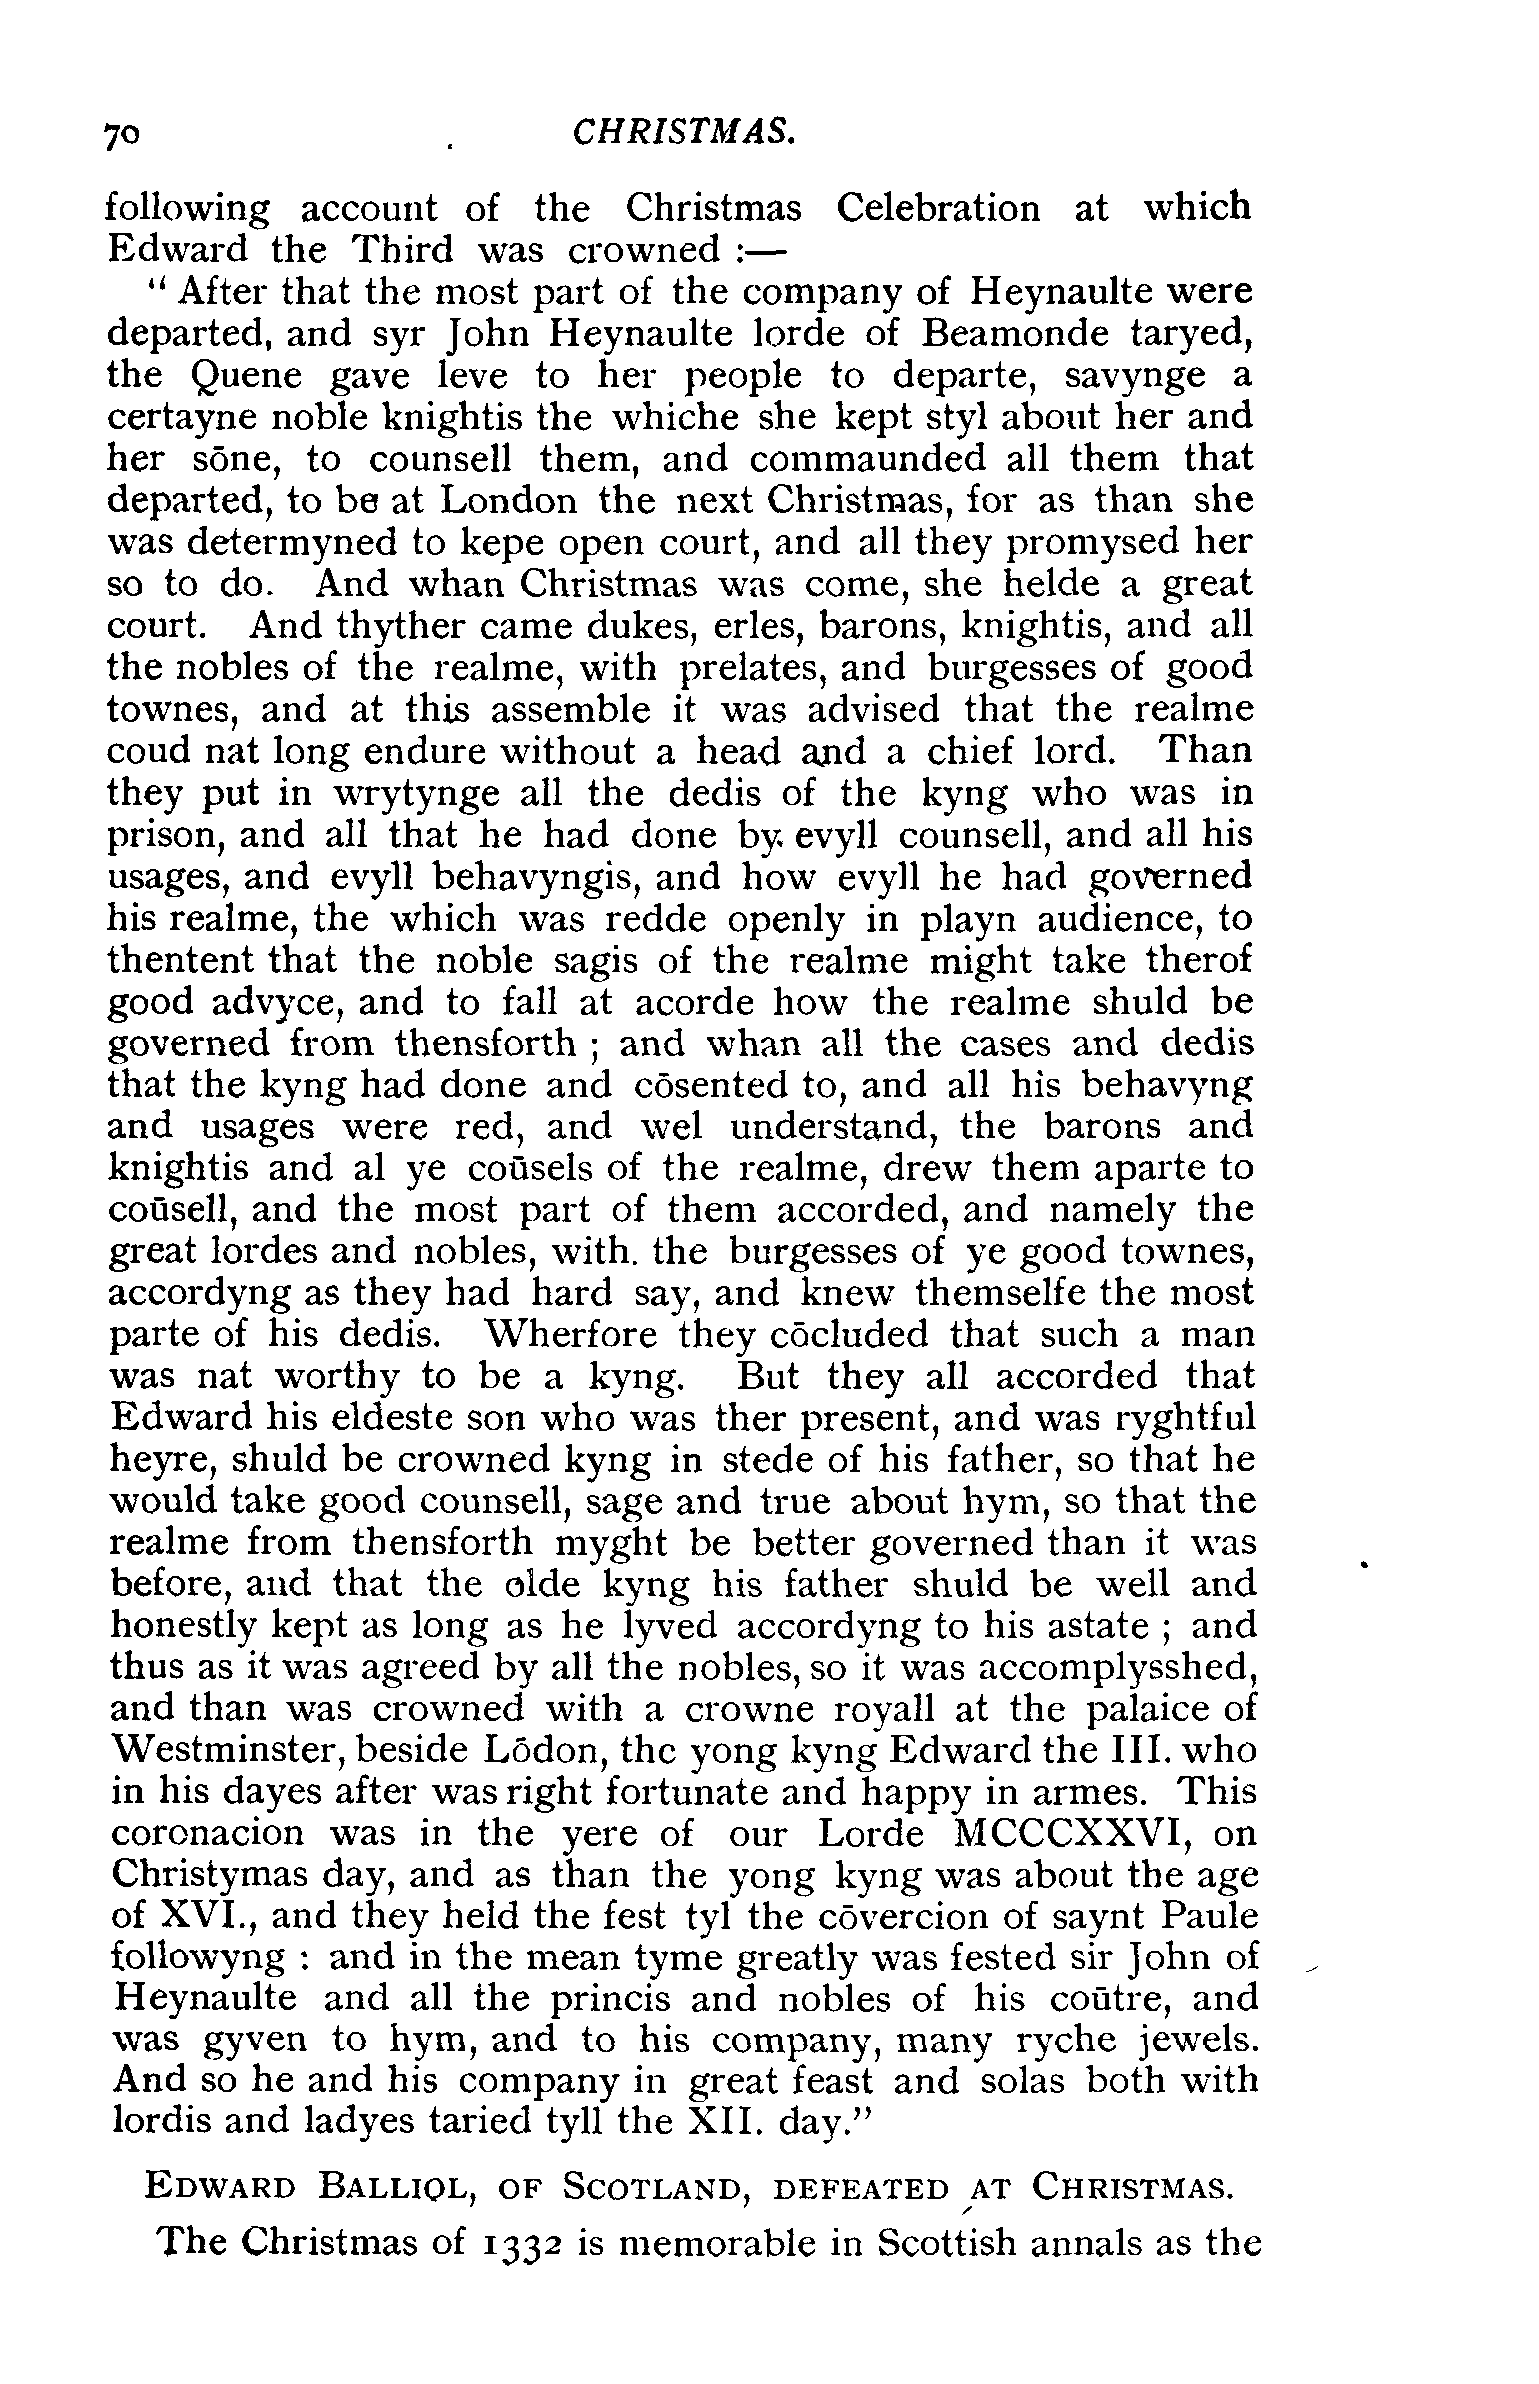 70 CHRISTMAS.
following account of the Christmas Celebration at which
Edward the Third was crowned :—
“ After that the most part of the company of Heynaulte were
departed, and syr John Heynaulte lorde of Beamonde taryed,
the Quene gave leve to her people to departe, savynge a
certayne noble knightis the whiche she kept styl about her and
her sōne, to counsell them, and commaunded all them that
departed, to be at London the next Christmas, for as than she
was determyned to kepe open court, and all they promysed her
so to do. And whan Christmas was come, she helde a great
court. And thyther came dukes, erles, barons, knightis, and all
the nobles of the realme, with prelates, and burgesses of good
townes, and at this assemble it was advised that the realme
coud nat long endure without a head and a chief lord. Than
they put in wrytynge all the dedis of the kyng who was in
prison, and all that he had done by evyll counsell, and all his
usages, and evyll behavyngis, and how evyll he had governed
his realme, the which was redde openly in playn audience, to
thentent that the noble sagis of the realme might take therof
good advyce, and to fall at acorde how the realme shuld be
governed from thensforth ; and whan all the cases and dedis
that the kyng had done and cōsented to, and all his behavyng
and usages were red, and wel understand, the barons and
knightis and al ye coūsels of the realme, drew them aparte to
coūsell, and the most part of them accorded, and namely the
great lordes and nobles, with. the burgesses of ye good townes,
accordyng as they had hard say, and knew themselfe the most
parte of his dedis. Wherfore they cōcluded that such a man
was nat worthy to be a kyng. But they all accorded that
Edward his eldeste son who was ther present, and was ryghtful
heyre, shuld be crowned kyng in stede of his father, so that he
would take good counsell, sage and true about hym, so that the
realme from thensforth myght be better governed than it was
before, and that the olde kyng his father shuld be well and
honestly kept as long as he lyved accordyng to his astate ; and
thus as it was agreed by all the nobles, so it was accomplysshed,
and than was crowned with a crowne royall at the palaice of
Westminster, beside Lōdon, the yong kyng Edward the III. who
in his dayes after was right fortunate and happy in armes. This
coronacion was in the yere of our Lorde MCCCXXVI, on
Christymas day, and as than the yong kyng was about the age
of XVI., and they held the fest tyl the cōvercion of saynt Paule
followyng : and in the mean tyme greatly was fested sir John of
Heynaulte and all the princis and nobles of his coūtre, and
was gyven to hym, and to his company, many ryche jewels.
And so he and his company in great feast and solas both with
lordis and ladyes taried tyll the XII. day.”
EDWARD BALLIOL, OF SCOTLAND, DEFEATED AT CHRISTMAS.
The Christmas of 1332 is memorable in Scottish annals as the